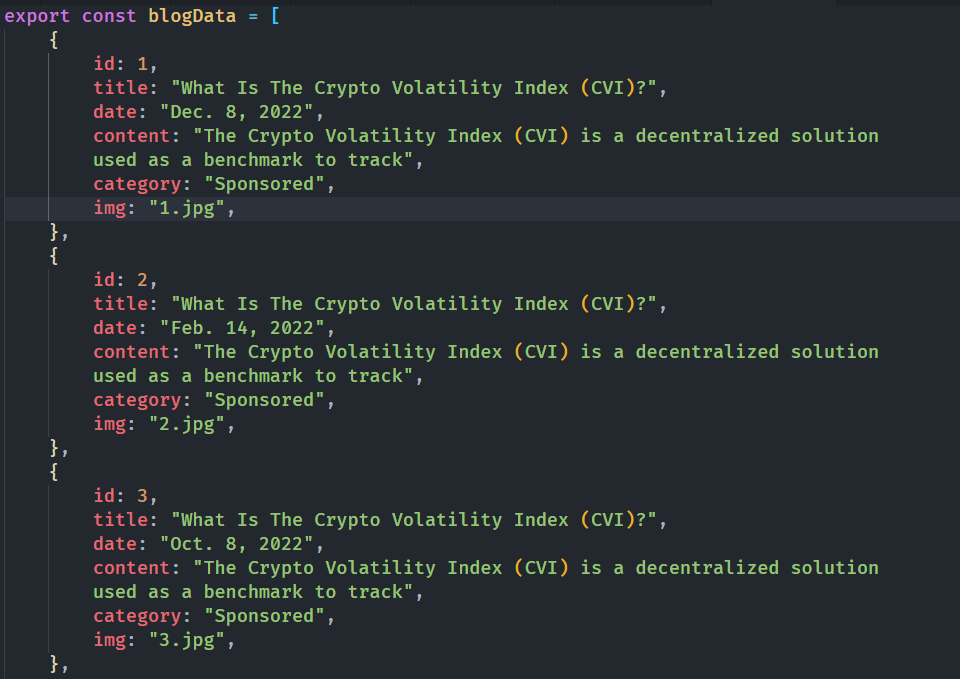 export const blogData = [
{
id: 1,
title: "What Is The Crypto Volatility Index (CVI)?",
date: "Dec. 8, 2022",
content: "The Crypto Volatility Index (CVI) is a decentralized solution
used as a benchmark to track",
category: "Sponsored",
img: "1.jpg",
},
{
id: 2,
title: "What Is The Crypto Volatility Index (CVI)?",
date: "Feb. 14, 2022",
content: "The Crypto Volatility Index (CVI) is a decentralized solution
used as a benchmark to track",
category: "Sponsored",
img: "2.jpg",
},
{
id: 3,
title: "What Is The Crypto Volatility Index (CVI)?",
date: "Oct. 8, 2022",
content: "The Crypto Volatility Index (CVI) is a decentralized solution
used as a benchmark to track",
category: "Sponsored",
img: "3.jpg",
},